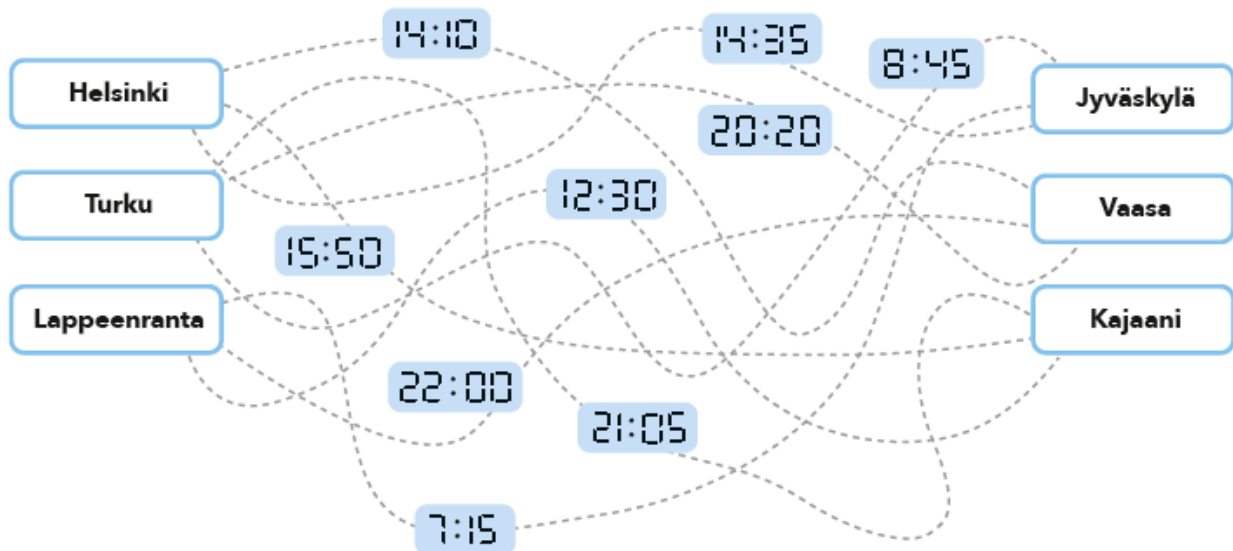 14:10
14:35
8:45
Helsinki
Jyväskylä
20:20
Turku
12:30
Vaasa
15:50
Lappeenranta
Kajaani
22:00
21:05
7:15